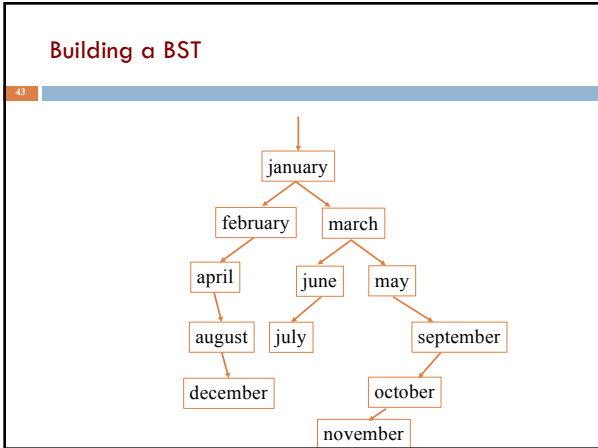 Building a BST
43
january
february march
april june may
august july september
december october
november